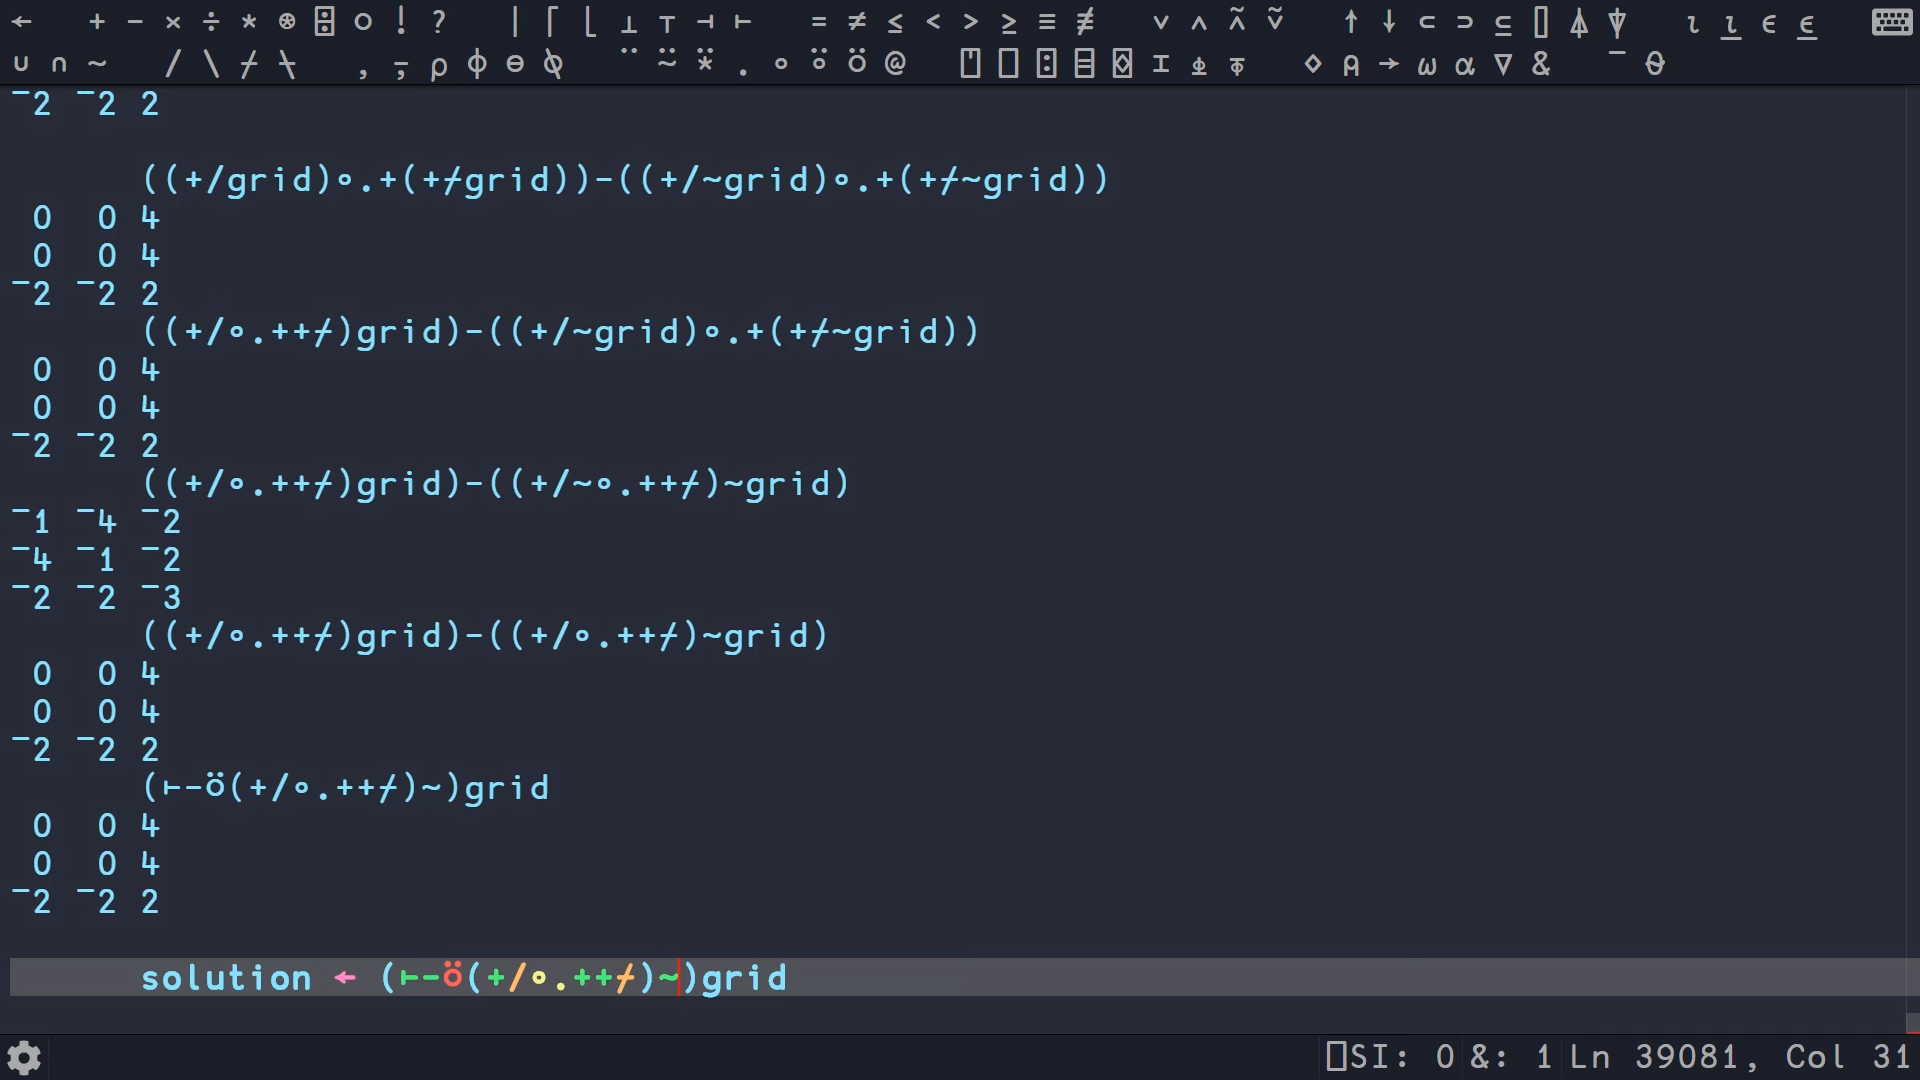 ← + - × ÷ * ⍟ ⌹ ○ ! ? | ⌈ ⌊ ⊥ ⊤ ⊣ ⊢ = ≠ ≤ < > ≥ ≡ ≢ ∨ ∧ ⍲ ⍱ ↑ ↓ ⊂ ⊃ ⊆ ⌷ ⍋ ⍒ ⍳ ⍸ ∊ ⍷
∪ ∩ ~ / \ ⌿ ⍀ , ⍪ ⍴ ⌽ ⊖ ⍉ ¨ ⍨ ⍣ . ∘ ⍤ ⍥ @ ⍞ ⎕ ⍠ ⌸ ⌺ ⌶ ⍎ ⍕ ⋄ ⍝ → ⍵ ⍺ ∇ & ¯ ⍬
¯2 ¯2 2
((+/grid)∘.+(+⌿grid))-((+/~grid)∘.+(+⌿~grid))
0 0 4
0 0 4
¯2 ¯2 2
((+/∘.++⌿)grid)-((+/~grid)∘.+(+⌿~grid))
0 0 4
0 0 4
¯2 ¯2 2
((+/∘.++⌿)grid)-((+/~∘.++⌿)~grid)
¯1 ¯4 ¯2
¯4 ¯1 ¯2
¯2 ¯2 ¯3
((+/∘.++⌿)grid)-((+/∘.++⌿)~grid)
0 0 4
0 0 4
¯2 ¯2 2
(⊢-⍥(+/∘.++⌿)~)grid
0 0 4
0 0 4
¯2 ¯2 2
solution ← (⊢-⍥(+/∘.++⌿)~)grid
⎕SI: 0 &: 1 Ln 39081, Col 31